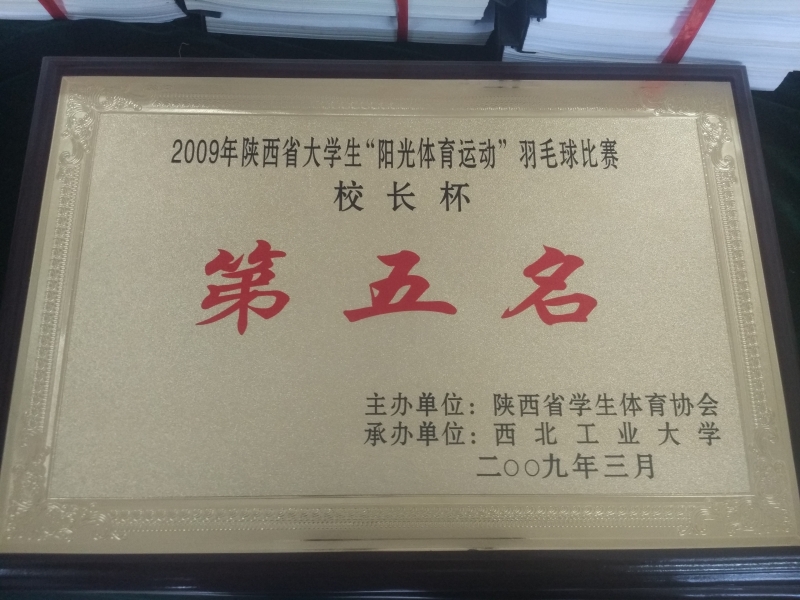 2009年陕西省大学生“阳光体育运动”羽毛球比赛
校长杯
第五名
主办单位：陕西省学生体育协会
承办单位：西北工业大学
二〇〇九年三月